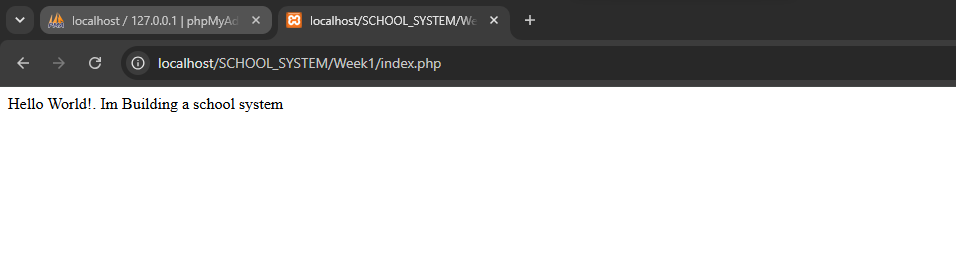 localhost / 127.0.0.1 | phpMyAd
localhost/SCHOOL_SYSTEM/We
localhost/SCHOOL_SYSTEM/Week1/index.php
Hello World!. Im Building a school system